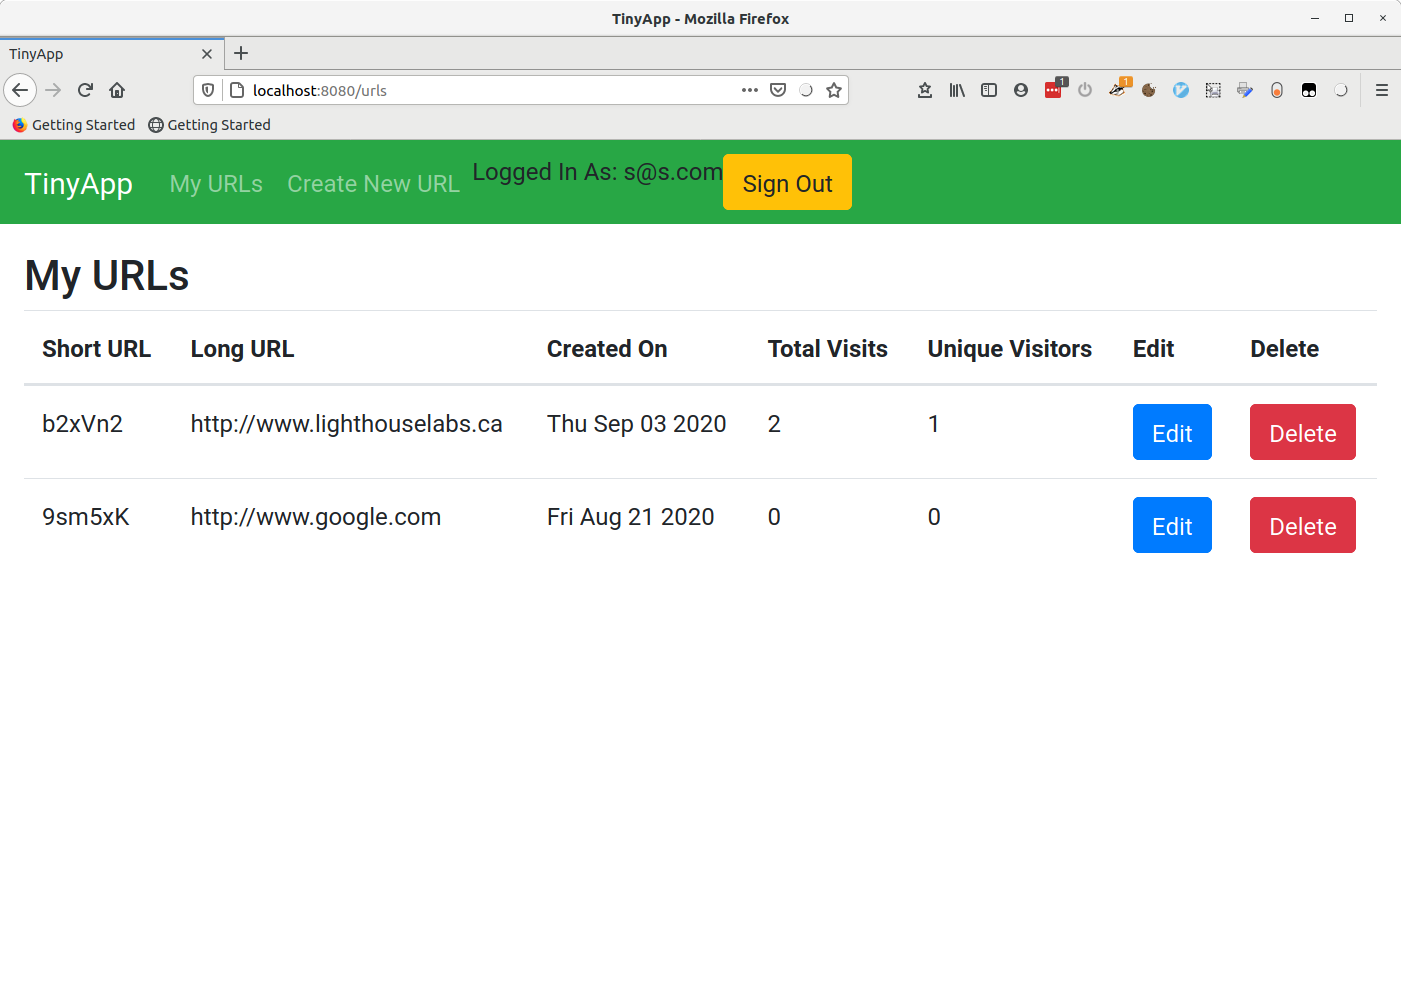 TinyApp - Mozilla Firefox
TinyApp
localhost:8080/urls
1
1
Getting Started Getting Started
TinyApp My URLs Create New URL Logged In As: s@s.com Sign Out
My URLs
Short URL Long URL Created On Total Visits Unique Visitors Edit Delete
b2xVn2 http://www.lighthouselabs.ca Thu Sep 03 2020 2 1 Edit Delete
9sm5xK http://www.google.com Fri Aug 21 2020 0 0 Edit Delete